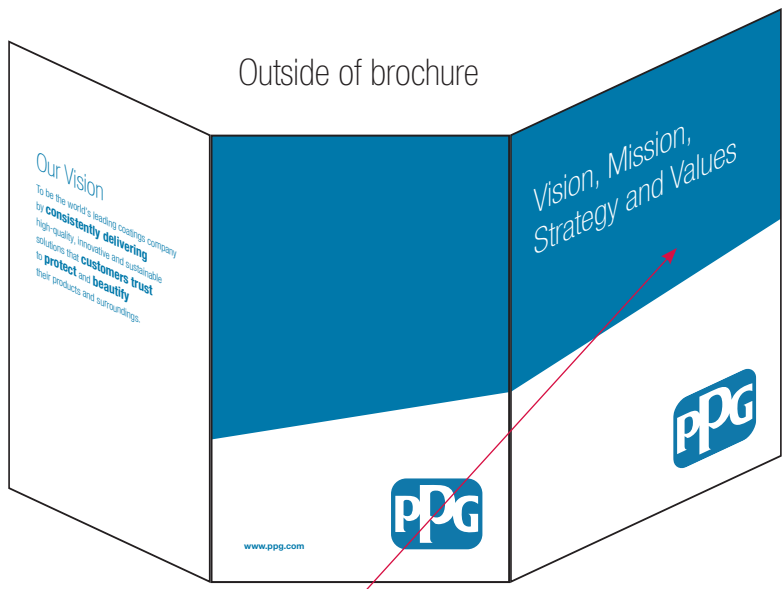 Outside of brochure
Our Vision
To be the world's leading coatings company
by consistently delivering
high-quality, innovative and sustainable
solutions that customers trust
to protect and beautify
their products and surroundings.
www.ppg.com
PPG
Vision, Mission,
Strategy and Values
PPG